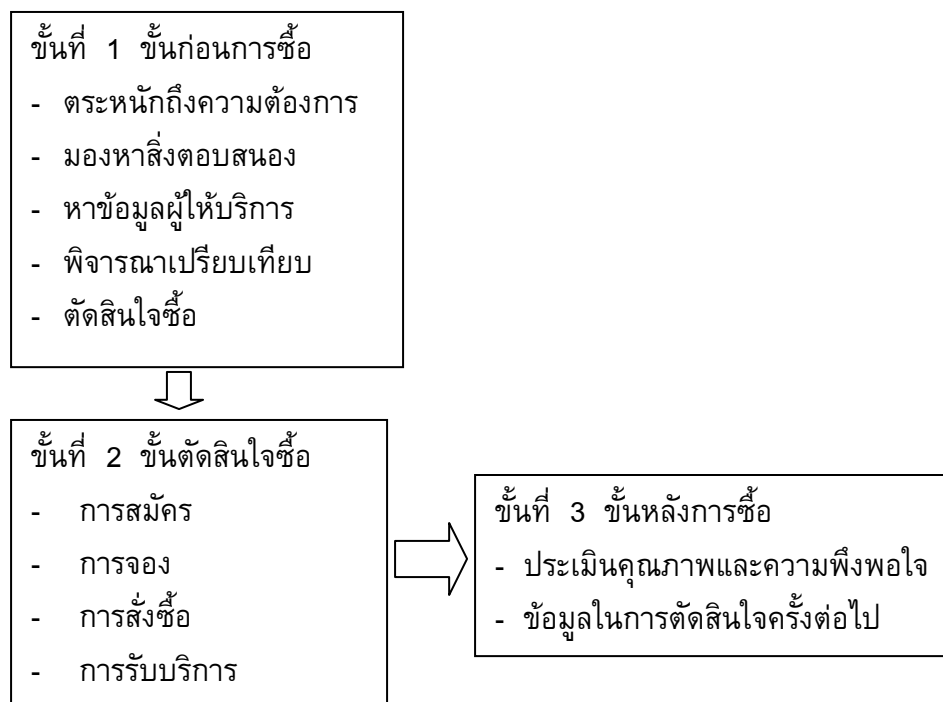 ขั้นที่ 1 ขั้นก่อนการซื้อ
- ตระหนักถึงความต้องการ
- มองหาสิ่งตอบสนอง
- หาข้อมูลผู้ให้บริการ
- พิจารณาเปรียบเทียบ
- ตัดสินใจซื้อ
ขั้นที่ 2 ขั้นตัดสินใจซื้อ
- การสมัคร
- การจอง
- การสั่งซื้อ
- การรับบริการ
ขั้นที่ 3 ขั้นหลังการซื้อ
- ประเมินคุณภาพและความพึงพอใจ
- ข้อมูลในการตัดสินใจครั้งต่อไป